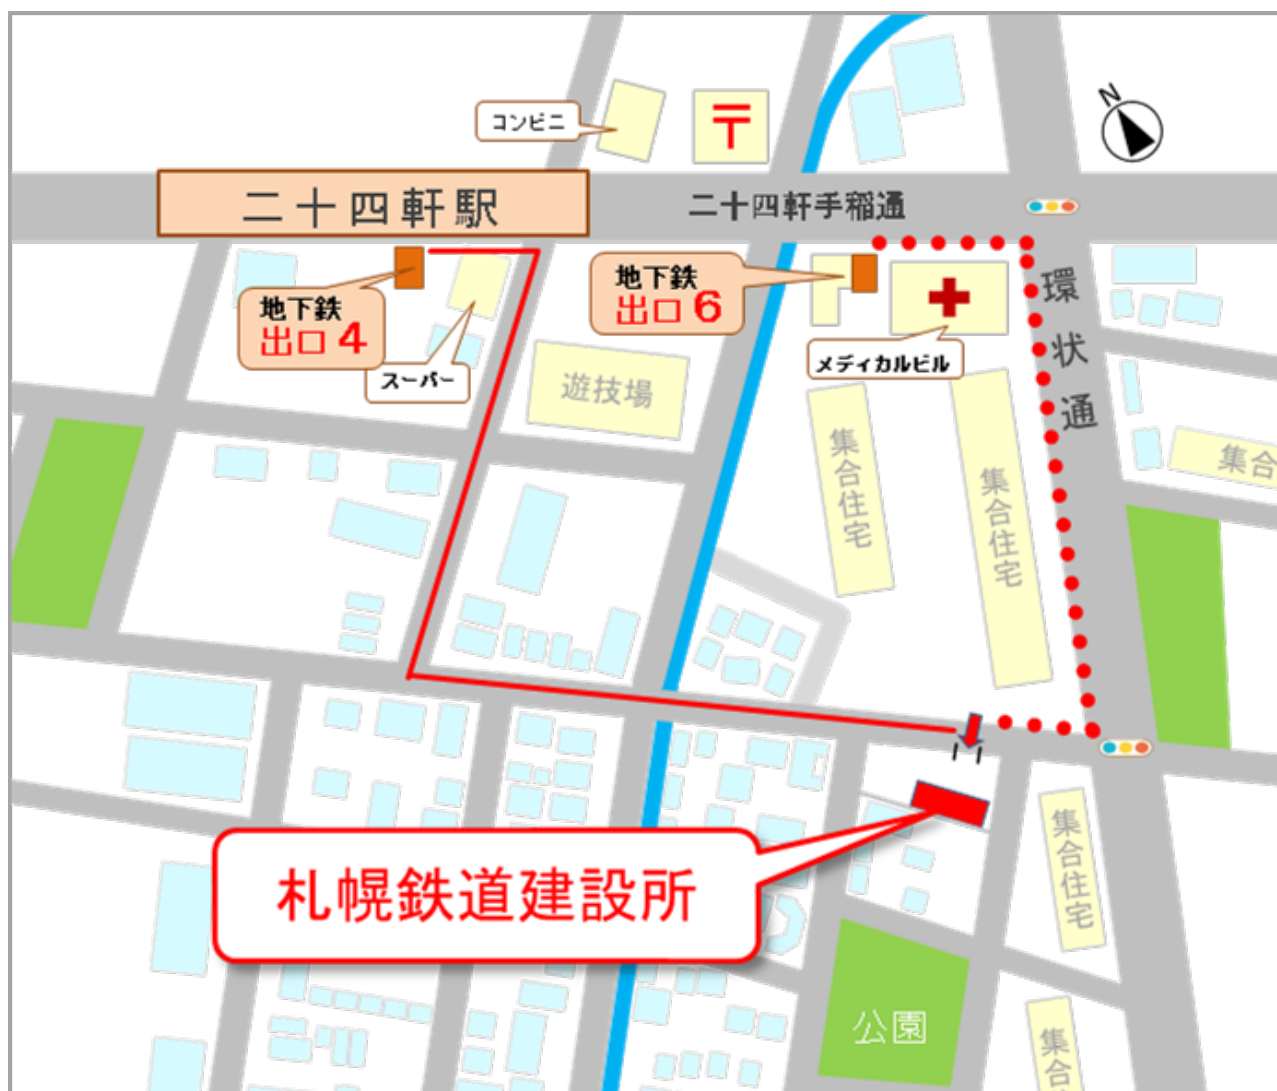 N
コンビニ
〒
二十四軒駅
二十四軒手稲通
地下鉄
出口4
スーパー
地下鉄
出口6
メディカルビル
環状通
遊技場
集合住宅
集合住宅
集合
札幌鉄道建設所
集合住宅
公園
集合